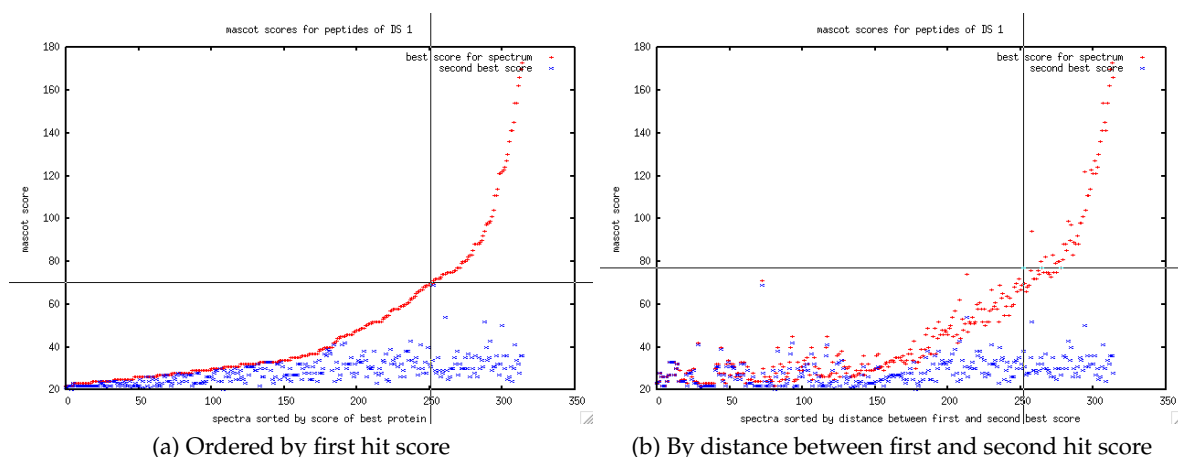 mascot scores for peptides of DS 1
180
160
140
120
100
80
60
40
20
mascot score
best score for spectrum
second best score
0
50
100
150
200
250
300
350
spectra sorted by score of best protein
(a) Ordered by first hit score
mascot scores for peptides of DS 1
180
160
140
120
100
80
60
40
20
mascot score
best score for spectrum
second best score
0
50
100
150
200
250
300
350
spectra sorted by distance between first and second best score
(b) By distance between first and second hit score